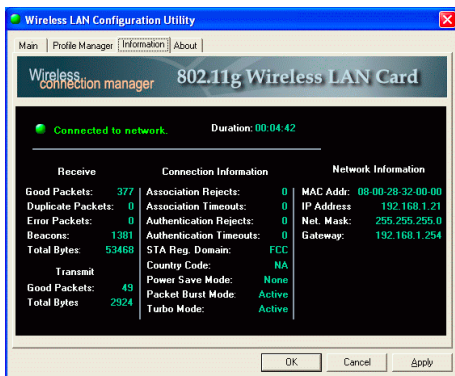 Wireless LAN Configuration Utility
Main Profile Manager Information About
Wireless connection manager 802.11g Wireless LAN Card
Connected to network. Duration: 00:04:42
Receive
Good Packets: 377
Duplicate Packets: 0
Error Packets: 0
Beacons: 1381
Total Bytes: 53468
Transmit
Good Packets: 49
Total Bytes 2924
Connection Information
Association Rejects: 0
Association Timeouts: 0
Authentication Rejects: 0
Authentication Timeouts: 0
STA Reg. Domain: FCC
Country Code: NA
Power Save Mode: None
Packet Burst Mode: Active
Turbo Mode: Active
Network Information
MAC Addr: 08-00-28-32-00-00
IP Address 192.168.1.21
Net. Mask: 255.255.255.0
Gateway: 192.168.1.254
OK Cancel Apply